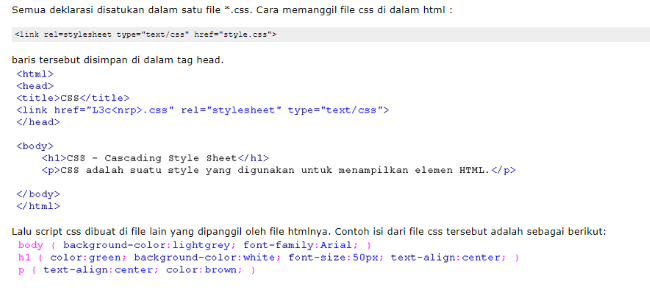 Semua deklarasi disatukan dalam satu file *.css. Cara memanggil file css di dalam html :
<link rel=stylesheet type="text/css" href="style.css">
baris tersebut disimpan di dalam tag head.
<html>
<head>
<title>CSS</title>
<link href="L3c<nrp>.css" rel="stylesheet" type="text/css">
</head>
<body>
<h1>CSS - Cascading Style Sheet</h1>
<p>CSS adalah suatu style yang digunakan untuk menampilkan elemen HTML.</p>
</body>
</html>
Lalu script css dibuat di file lain yang dipanggil oleh file htmlnya. Contoh isi dari file css tersebut adalah sebagai berikut:
body { background-color:lightgrey; font-family:Arial; }
h1 { color:green; background-color:white; font-size:50px; text-align:center; }
p { text-align:center; color:brown; }